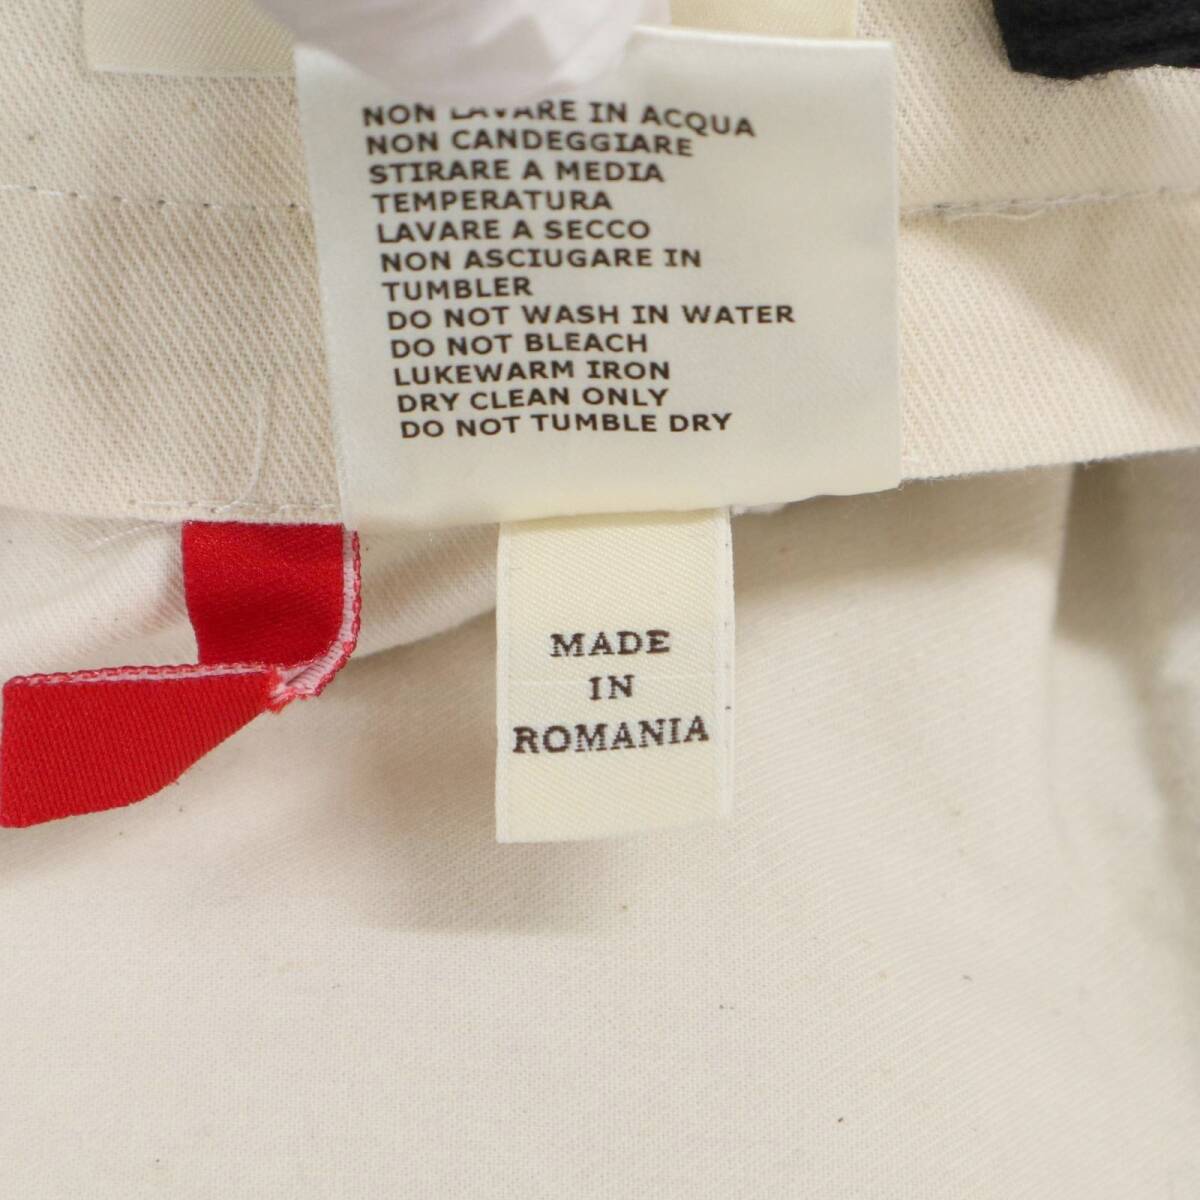 NON LAVARE IN ACQUA
NON CANDEGGIARE
STIRARE A MEDIA
TEMPERATURA
LAVARE A SECCO
NON ASCIUGARE IN
TUMBLER
DO NOT WASH IN WATER
DO NOT BLEACH
LUKEWARM IRON
DRY CLEAN ONLY
DO NOT TUMBLE DRY
MADE
IN
ROMANIA